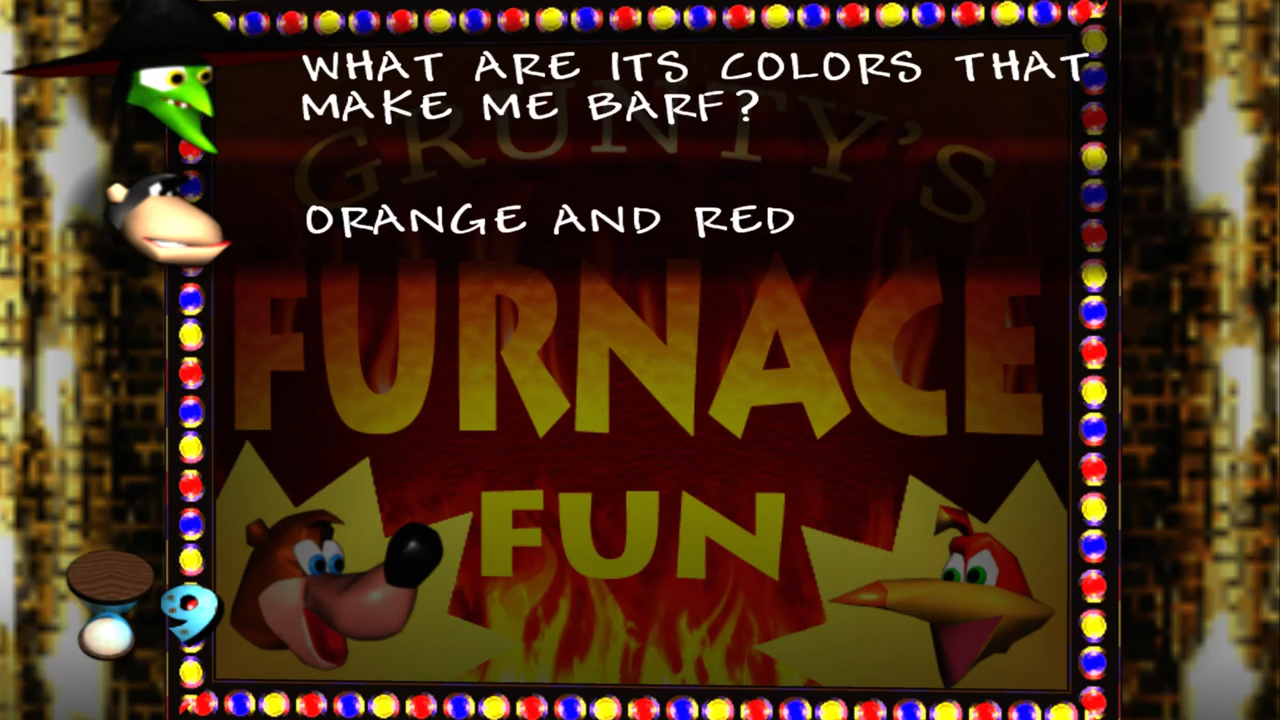 WHAT ARE ITS COLORS THAT
MAKE ME BARF?
GRUNTY'S
ORANGE AND RED
FURNACE
FUN
9